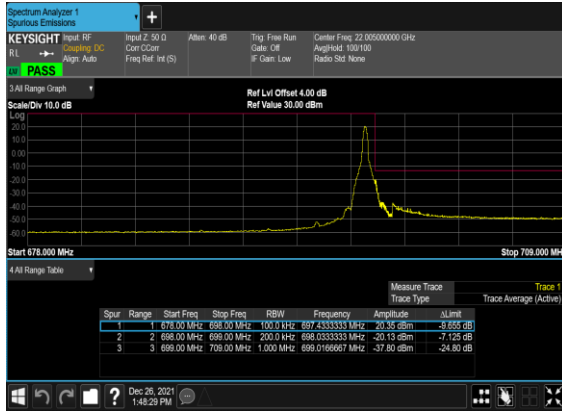 Spectrum Analyzer 1
Spurious Emissions
KEYSIGHT Input: RF Input Z: 50 Ω Atten: 40 dB Trig: Free Run Center Freq: 22.005000000 GHz
RL Coupling: DC Corr CCorr Gate: Off Avg|Hold: 100/100
Align: Auto Freq Ref: Int (S) IF Gain: Low Radio Std: None
PASS
3 All Range Graph
Ref Lvl Offset 4.00 dB
Scale/Div 10.0 dB Ref Value 30.00 dBm
Log
20.0
10.0
0.00
-10.0
-20.0
-30.0
-40.0
-50.0
-60.0
Start 678.000 MHz Stop 709.000 MH
4 All Range Table
Measure Trace Trace 1
Trace Type Trace Average (Active)
Spur Range Start Freq Stop Freq RBW Frequency Amplitude ΔLimit
1 1 678.00 MHz 698.00 MHz 100.0 kHz 697.4333333 MHz 20.35 dBm -9.655 dB
2 2 698.00 MHz 699.00 MHz 200.0 kHz 698.0333333 MHz -20.13 dBm -7.125 dB
3 3 699.00 MHz 709.00 MHz 1.000 MHz 699.0166667 MHz -37.80 dBm -24.80 dB
Dec 26, 2021
1:48:29 PM